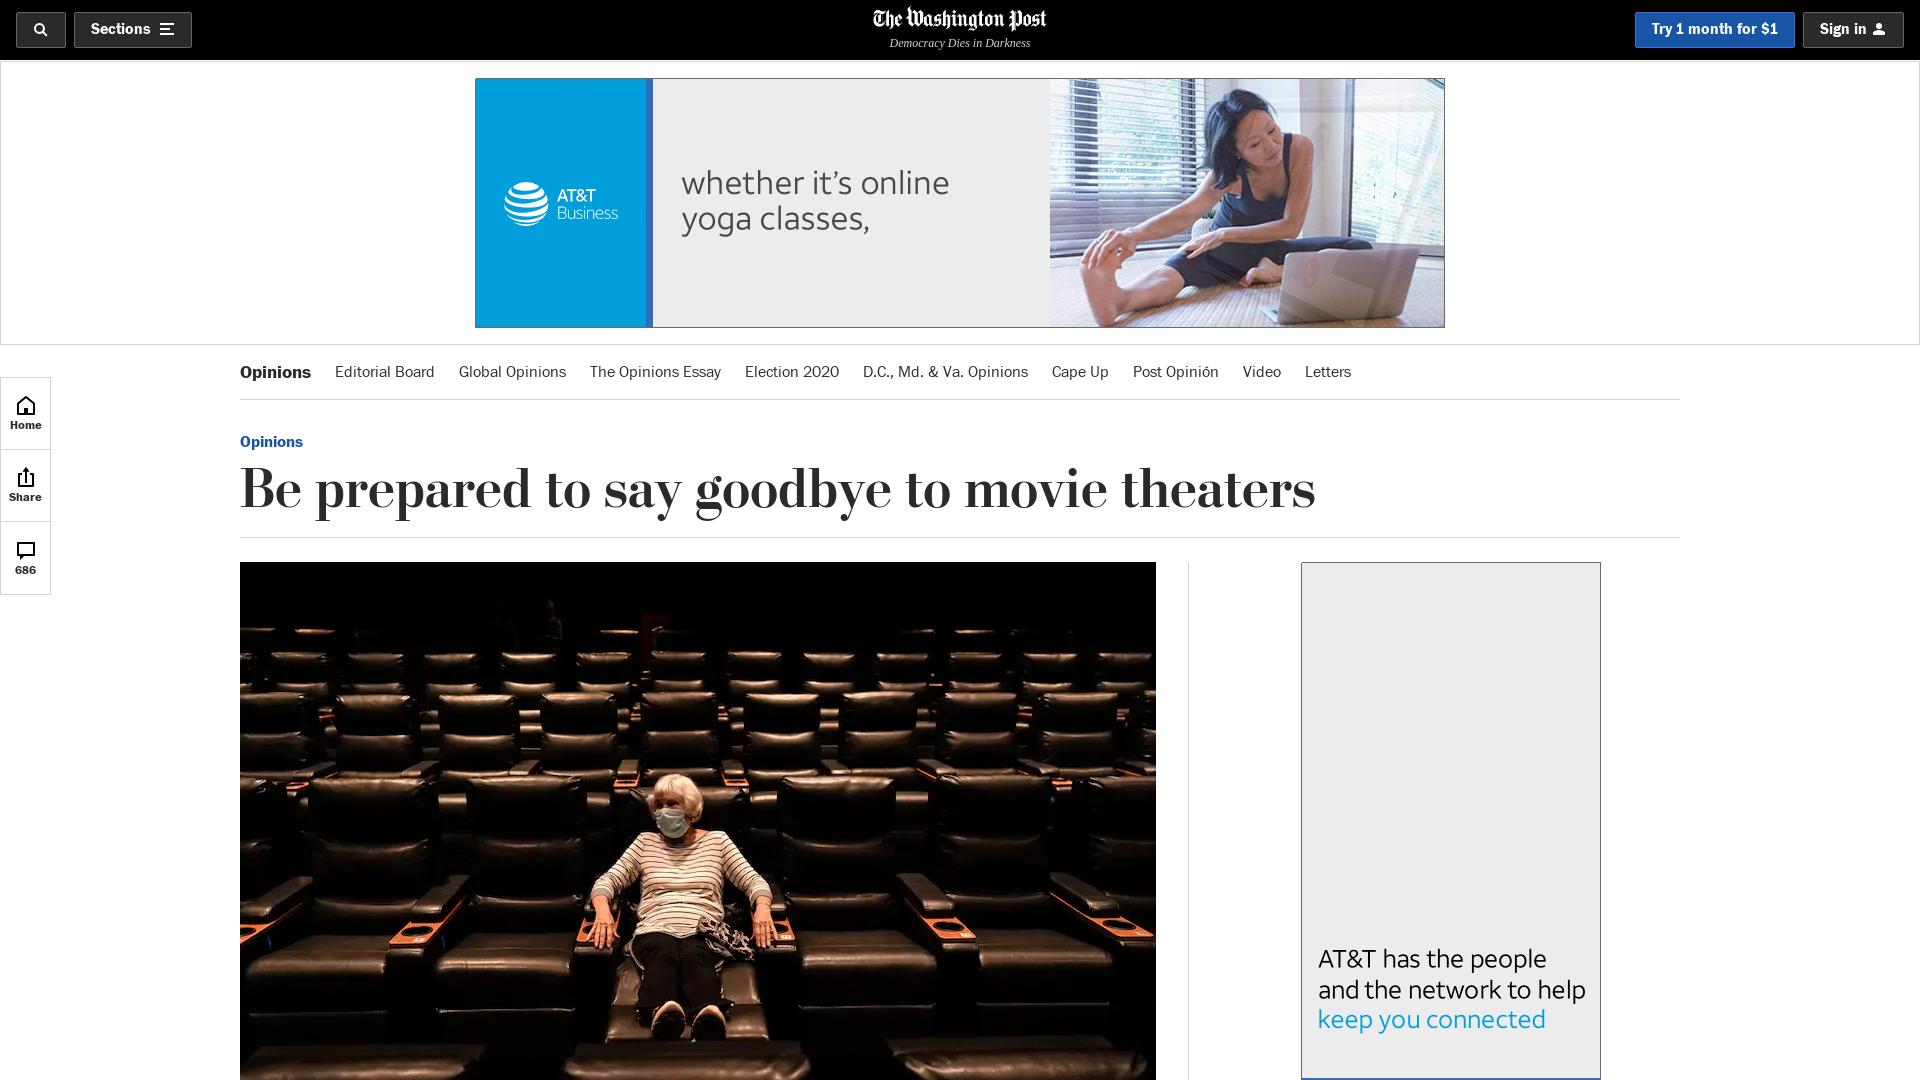 Sections
The Washington Post
Democracy Dies in Darkness
Try 1 month for $1
Sign in
AT&T
Business
whether it's online
yoga classes,
Opinions
Editorial Board
Global Opinions
The Opinions Essay
Election 2020
D.C., Md. & Va. Opinions
Cape Up
Post Opinión
Video
Letters
Home
Share
686
Opinions
Be prepared to say goodbye to movie theaters
AT&T has the people
and the network to help
keep you connected